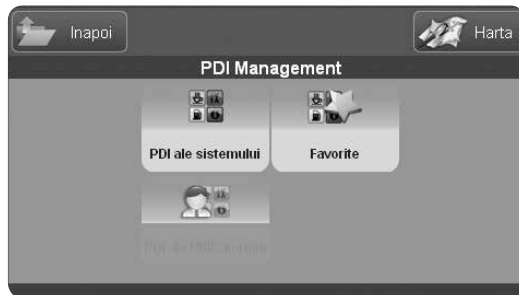 Inapoi
Harta
PDI Management
PDI ale sistemului
Favorite